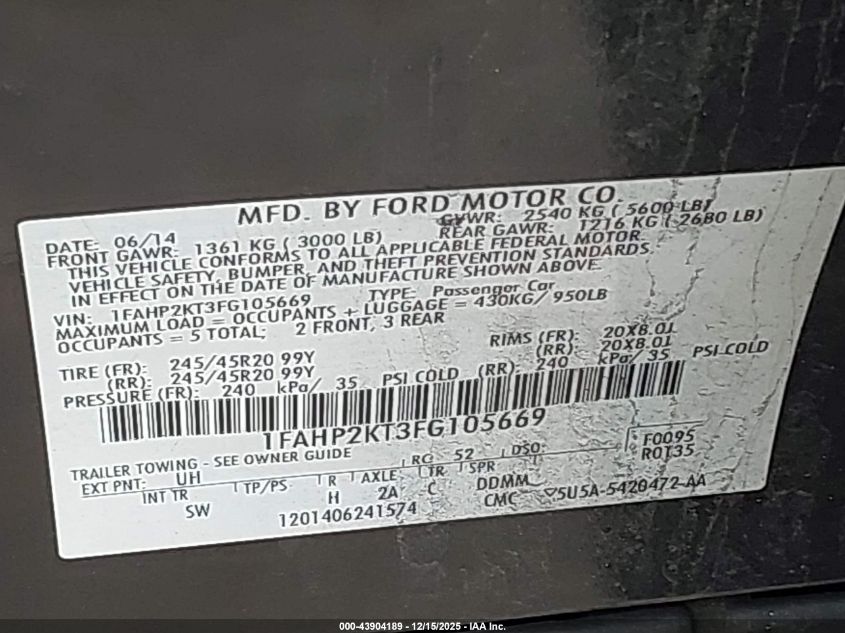 MFD. BY FORD MOTOR CO.
DATE: 06/14 GVWR: 2540 KG ( 5600 LB)
FRONT GAWR: 1361 KG ( 3000 LB) REAR GAWR: 1216 KG ( 2680 LB)
THIS VEHICLE CONFORMS TO ALL APPLICABLE FEDERAL MOTOR
VEHICLE SAFETY, BUMPER, AND THEFT PREVENTION STANDARDS
IN EFFECT ON THE DATE OF MANUFACTURE SHOWN ABOVE.
VIN: 1FAHP2KT3FG105669 TYPE: Passenger Car
MAXIMUM LOAD = OCCUPANTS + LUGGAGE = 430KG/ 950LB
OCCUPANTS = 5 TOTAL; 2 FRONT, 3 REAR
TIRE (FR): 245/45R20 99Y RIMS (FR): 20X8.0J
(RR): 245/45R20 99Y (RR): 20X8.0J
PRESSURE (FR): 240 kPa/ 35 PSI COLD (RR): 240 kPa/ 35 PSI COLD
1FAHP2KT3FG105669
TRAILER TOWING - SEE OWNER GUIDE F0095
EXT PNT: UH RC: 52 DSO: R0T35
INT TR TP/PS R AXLE TR SPR
SW H 2A C DDMM
1201406241574 CMC ▽5U5A-5420472-AA
000-43904189 - 12/15/2025 - IAA Inc.